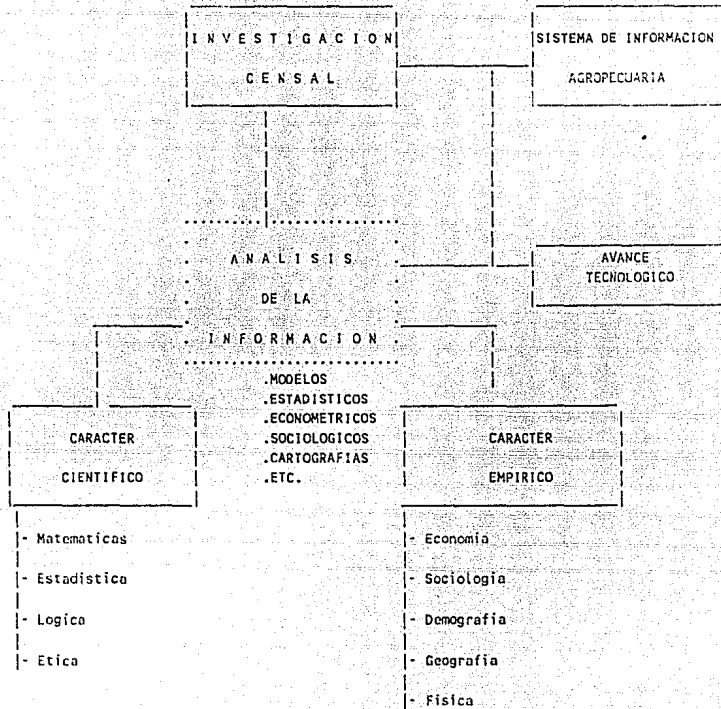 INVESTIGACION
CENSAL
SISTEMA DE INFORMACION
AGROPECUARIA
ANALISIS
DE LA
INFORMACION
AVANCE
TECNOLOGICO
.MODELOS
.ESTADISTICOS
.ECONOMETRICOS
.SOCIOLOGICOS
.CARTOGRAFIAS
.ETC.
CARACTER
CIENTIFICO
- Matematicas
- Estadistica
- Logica
- Etica
CARACTER
EMPIRICO
- Economia
- Sociologia
- Demografia
- Geografia
- Fisica